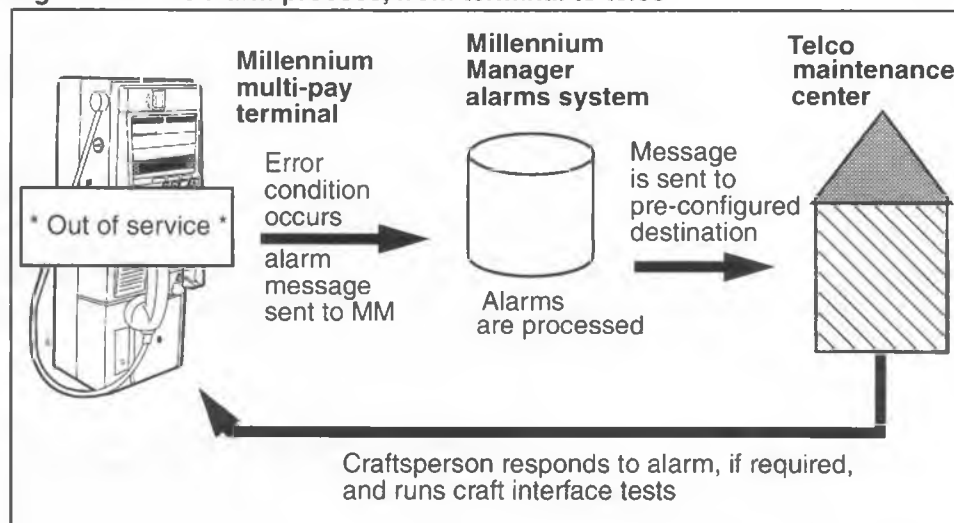 Millennium
multi-pay
terminal
Millennium
Manager
alarms system
Telco
maintenance
center
* Out of service *
Error
condition
occurs
alarm
message
sent to MM
Alarms
are processed
Message
is sent to
pre-configured
destination
Craftsperson responds to alarm, if required,
and runs craft interface tests